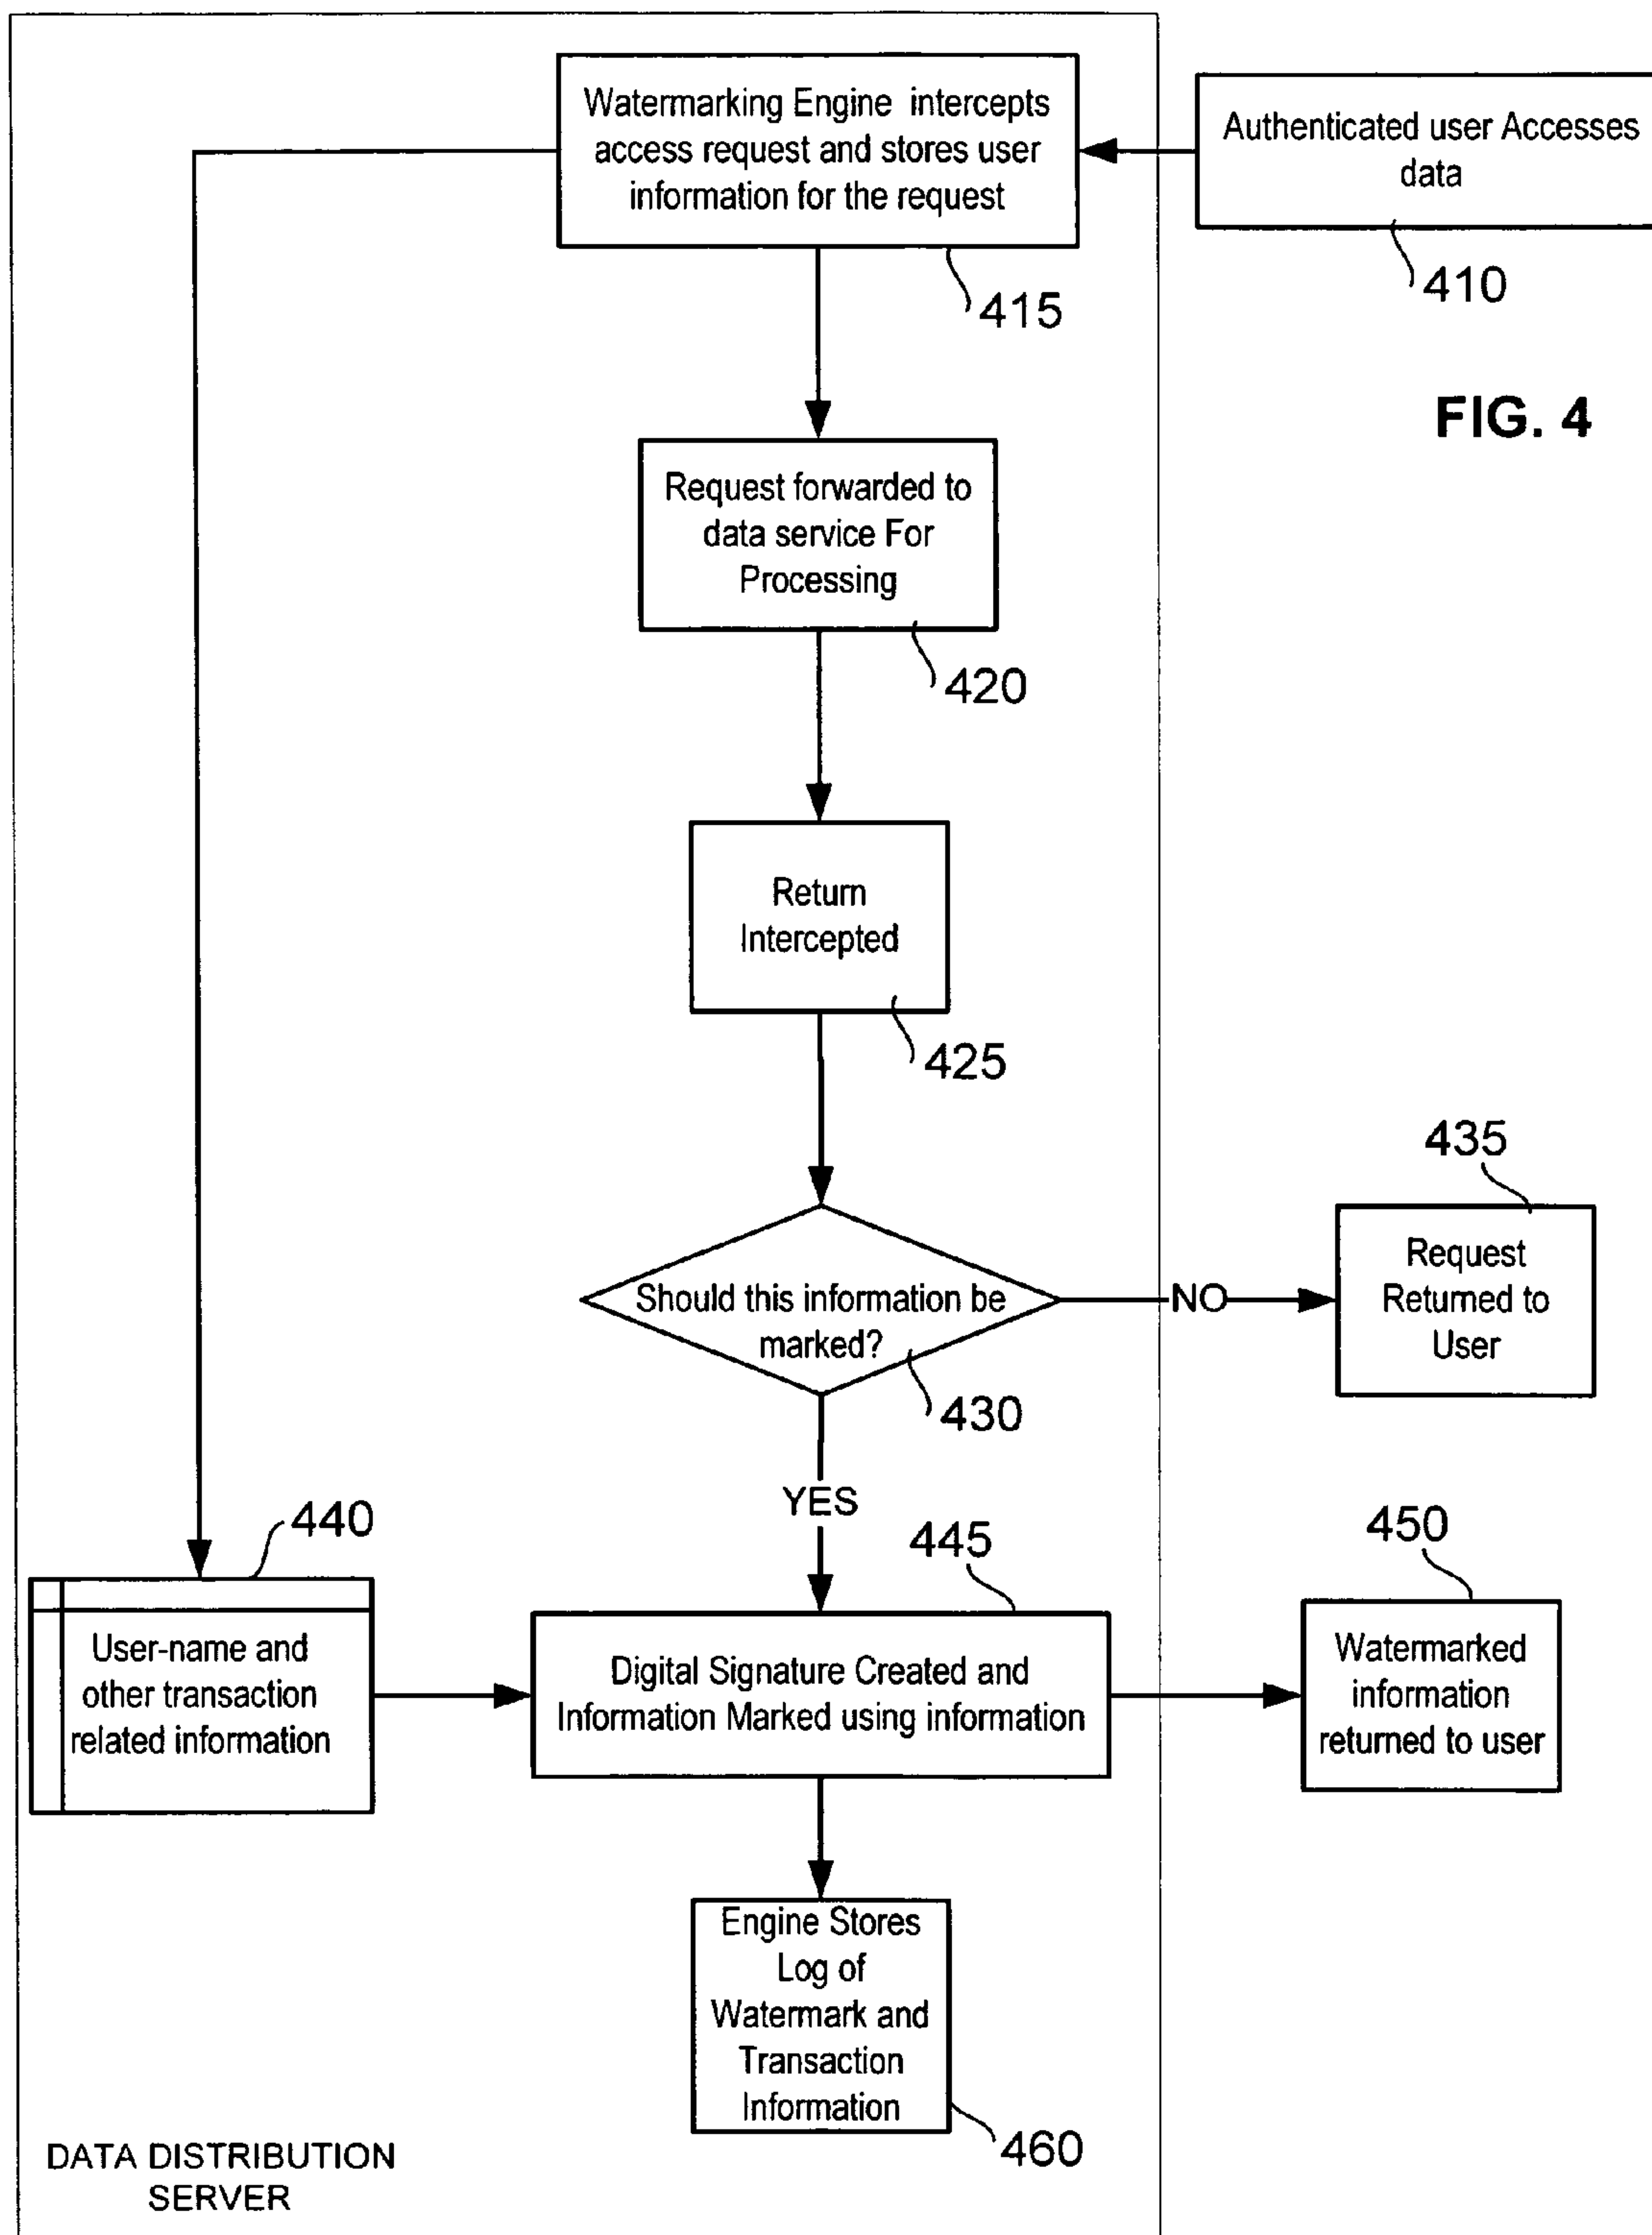 Watermarking Engine intercepts
access request and stores user
information for the request
415
Authenticated user Accesses
data
410
FIG. 4
Request forwarded to
data service For
Processing
420
Return
Intercepted
425
Should this information be
marked?
430
NO
435
Request
Returned to
User
YES
440
User-name and
other transaction
related information
445
Digital Signature Created and
Information Marked using information
450
Watermarked
information
returned to user
Engine Stores
Log of
Watermark and
Transaction
Information
460
DATA DISTRIBUTION
SERVER